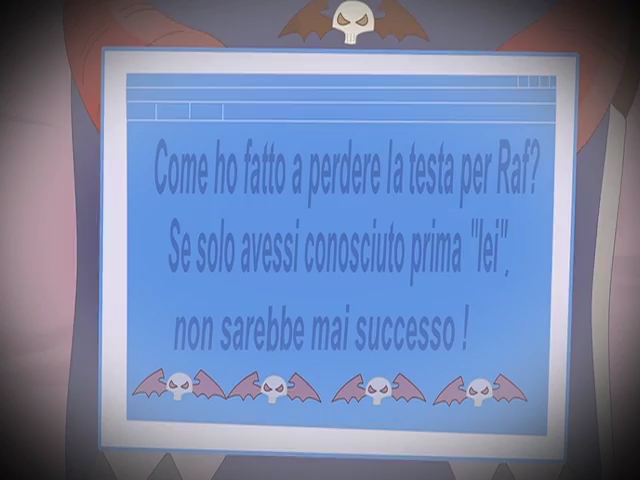 Come ho fatto a perdere la testa per Raf?
Se solo avessi conosciuto prima "lei",
non sarebbe mai successo !